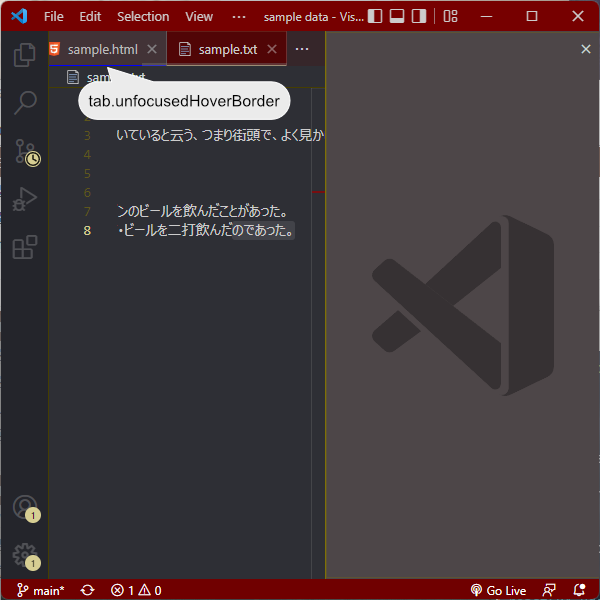 File Edit Selection View ··· sample data - Vis...
sample.html sample.txt ···
sam
tab.unfocusedHoverBorder
3 いていると云う、つまり街頭で、よく見か
4
5
6
7 ンのビールを飲んだことがあった。
8 ・ビールを二打飲んだのであった。
1
1
main* 1 0 Go Live